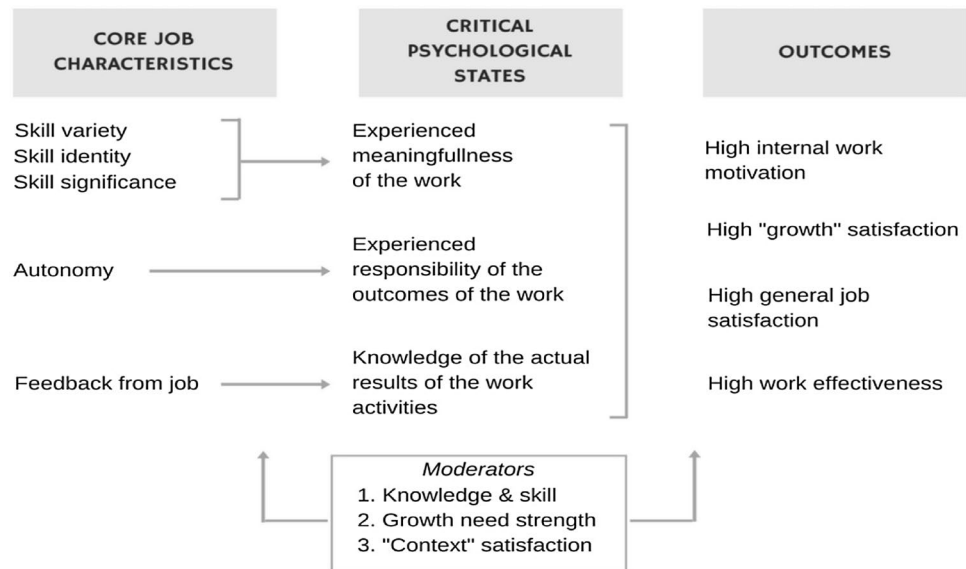 CORE JOB
CHARACTERISTICS
CRITICAL
PSYCHOLOGICAL
STATES
OUTCOMES
Skill variety
Skill identity
Skill significance
Experienced
meaningfullness
of the work
High internal work
motivation
High "growth" satisfaction
Autonomy
Experienced
responsibility of the
outcomes of the work
High general job
satisfaction
Feedback from job
Knowledge of the actual
results of the work
activities
High work effectiveness
Moderators
1. Knowledge & skill
2. Growth need strength
3. "Context" satisfaction